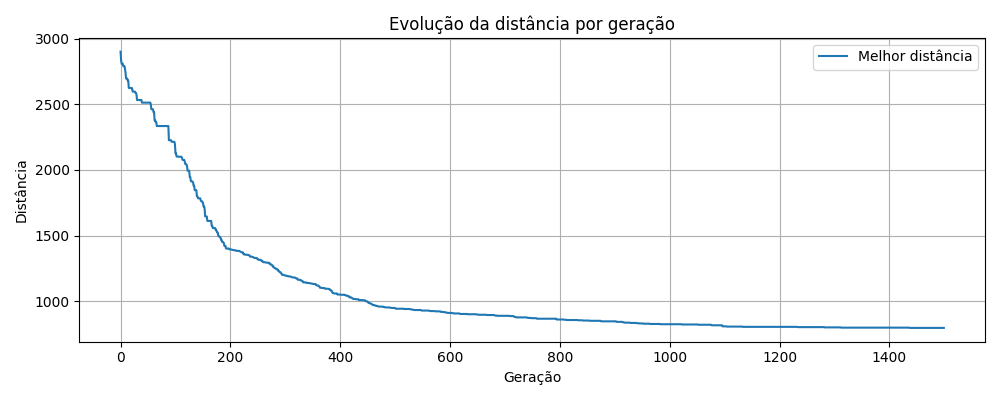 Evolução da distância por geração
Melhor distância
Distância
3000
2500
2000
1500
1000
0 200 400 600 800 1000 1200 1400
Geração